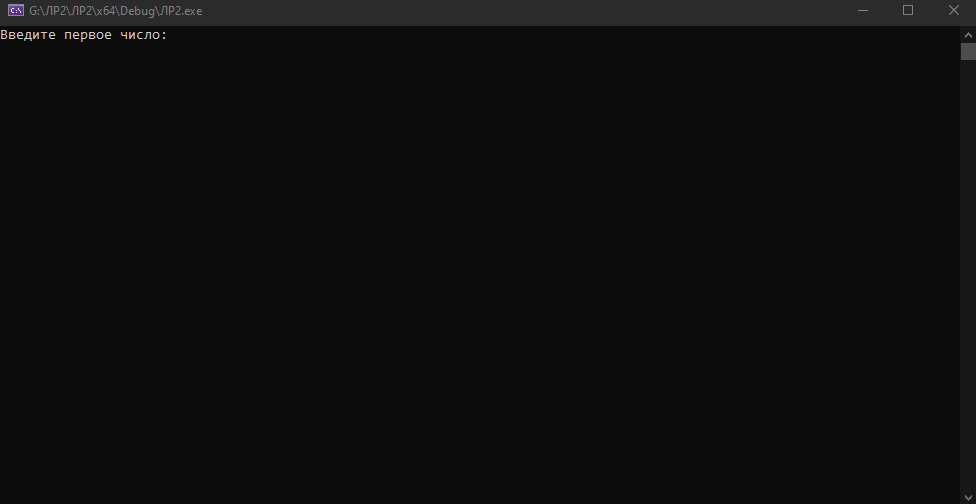 G:\ЛР2\ЛР2\x64\Debug\ЛР2.exe
Введите первое число: